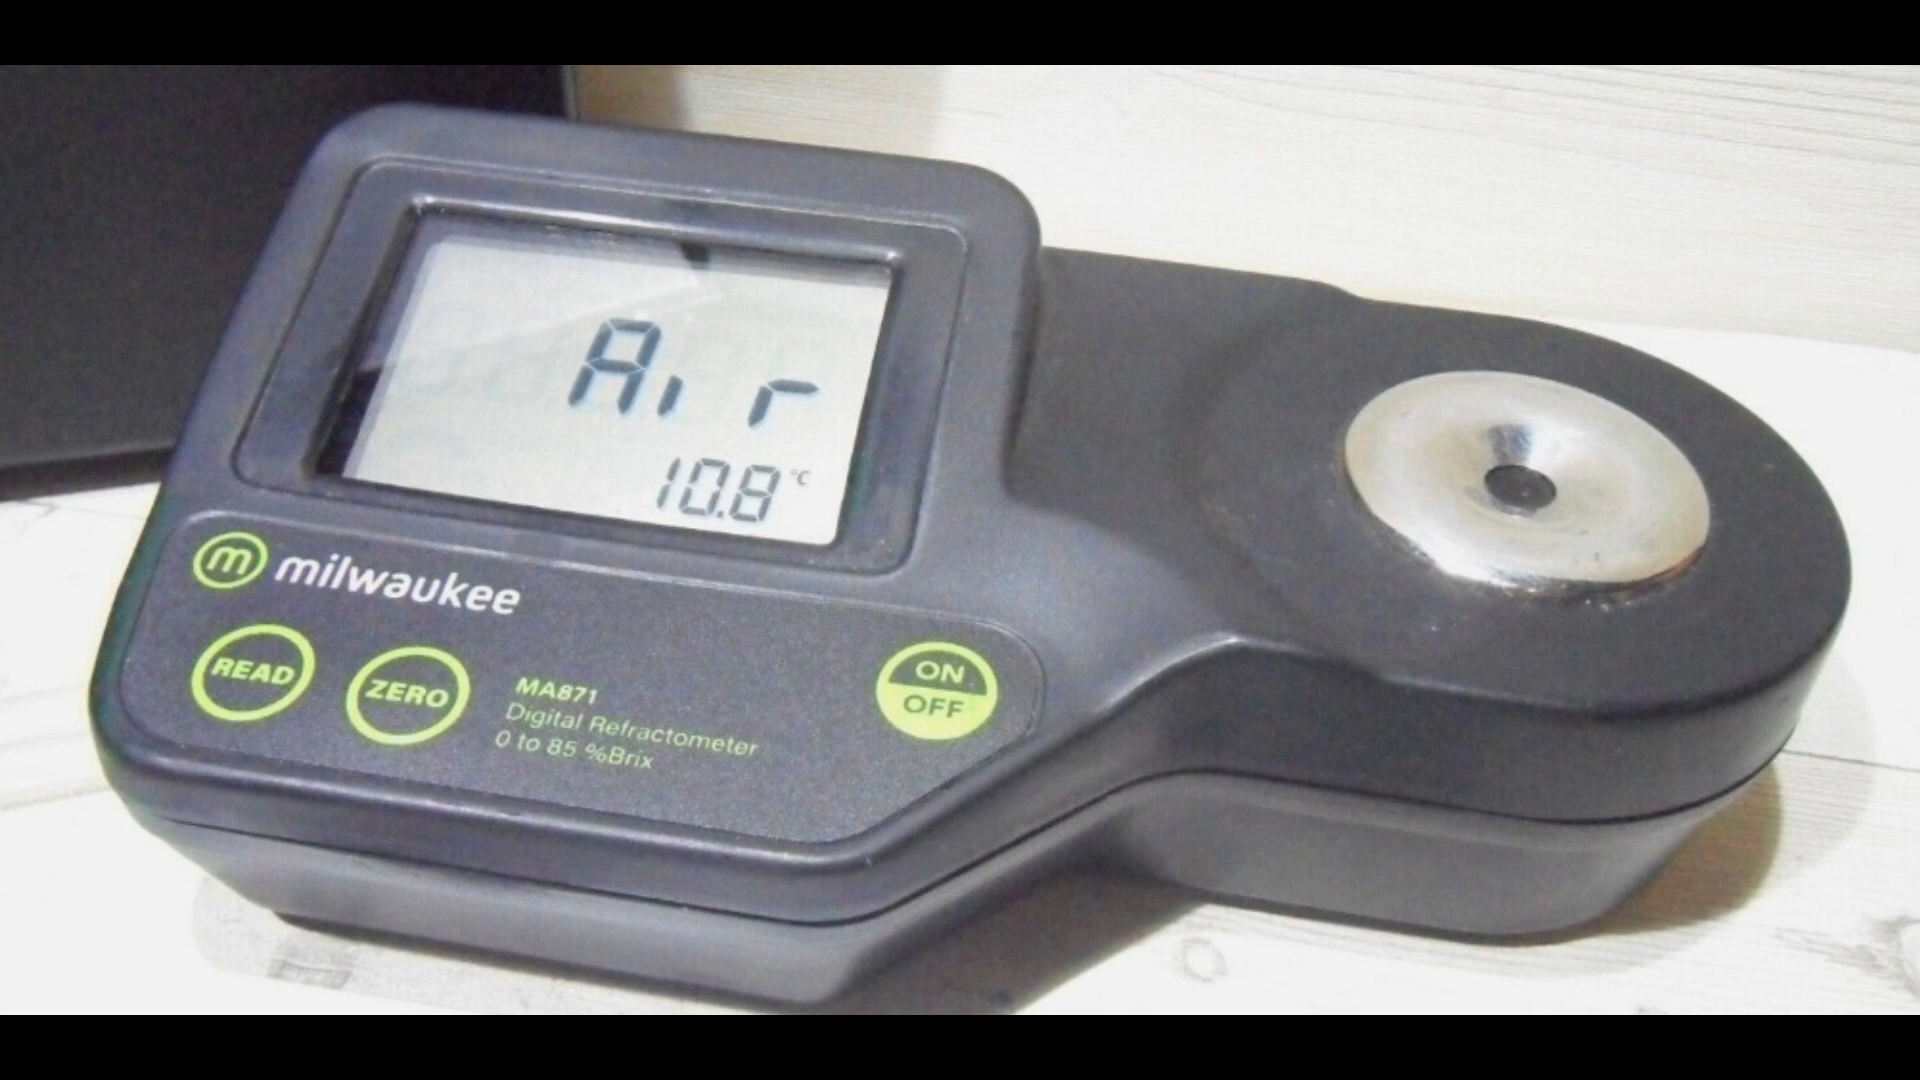 Air
10.8 °C
m milwaukee
READ
ZERO
MA871
Digital Refractometer
0 to 85 %Brix
ON
OFF